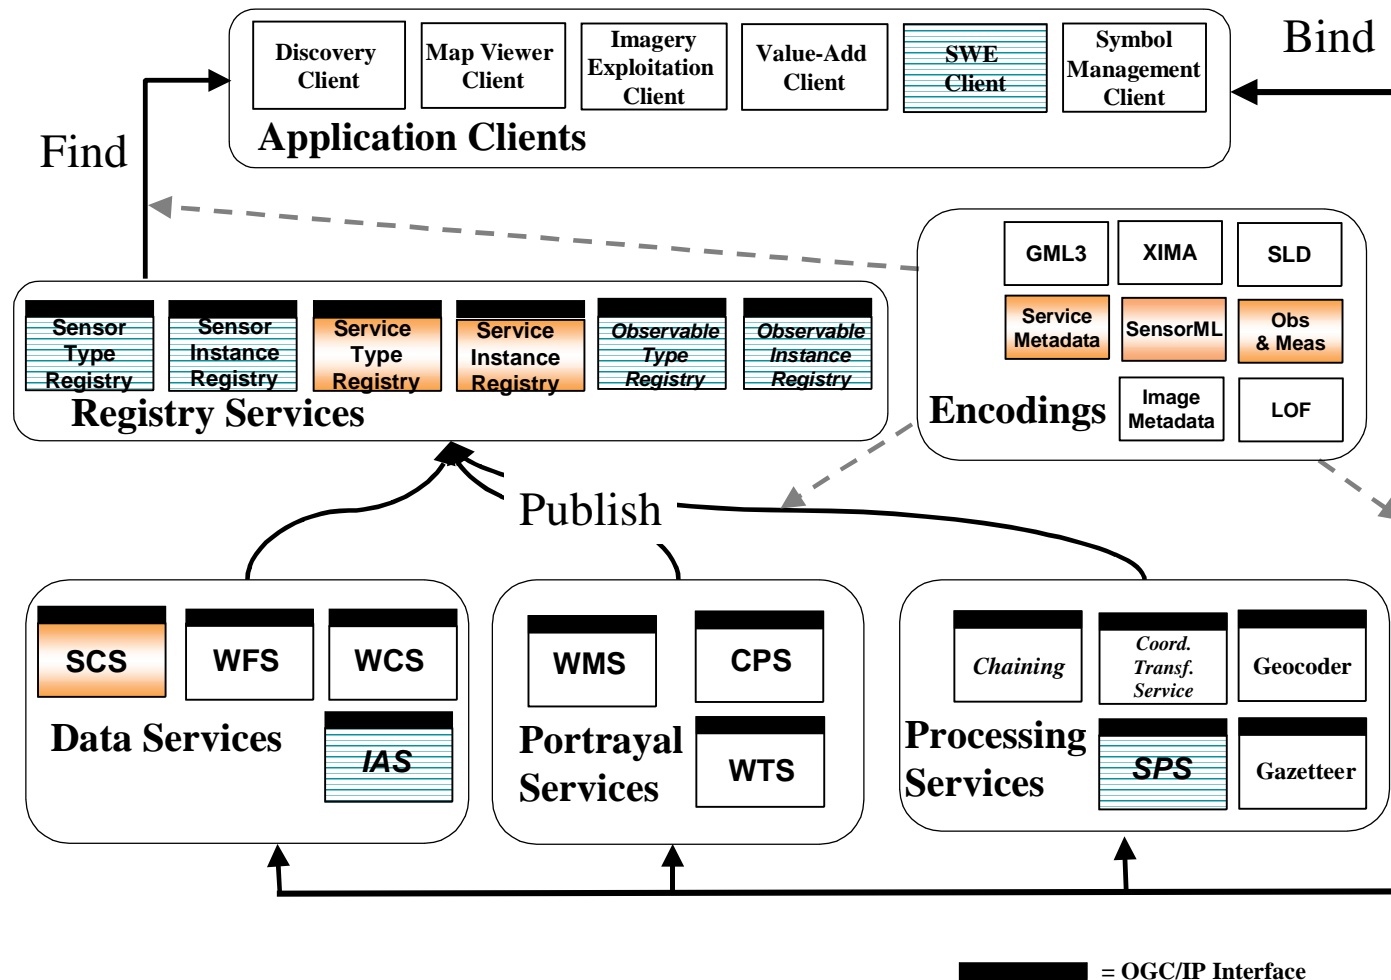 Discovery
Client
Map Viewer
Client
Imagery
Exploitation
Client
Value-Add
Client
SWE
Client
Symbol
Management
Client
Application Clients
Bind
Find
GML3
XIMA
SLD
Service
Metadata
SensorML
Obs
& Meas
Image
Metadata
LOF
Encodings
Sensor
Type
Registry
Sensor
Instance
Registry
Service
Type
Registry
Service
Instance
Registry
Observable
Type
Registry
Observable
Instance
Registry
Registry Services
Publish
SCS
WFS
WCS
IAS
Data Services
WMS
CPS
WTS
Portrayal
Services
Chaining
Coord.
Transf.
Service
Geocoder
SPS
Gazetteer
Processing
Services
= OGC/IP Interface